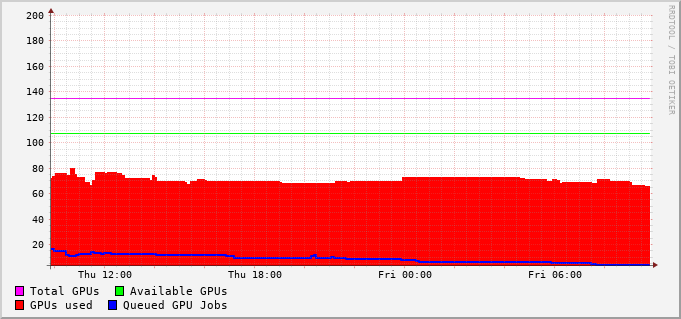 200
180
160
140
120
100
80
60
40
20
Thu 12:00 Thu 18:00 Fri 00:00 Fri 06:00
Total GPUs Available GPUs
GPUs used Queued GPU Jobs
RRDTOOL / TOBI OETIKER